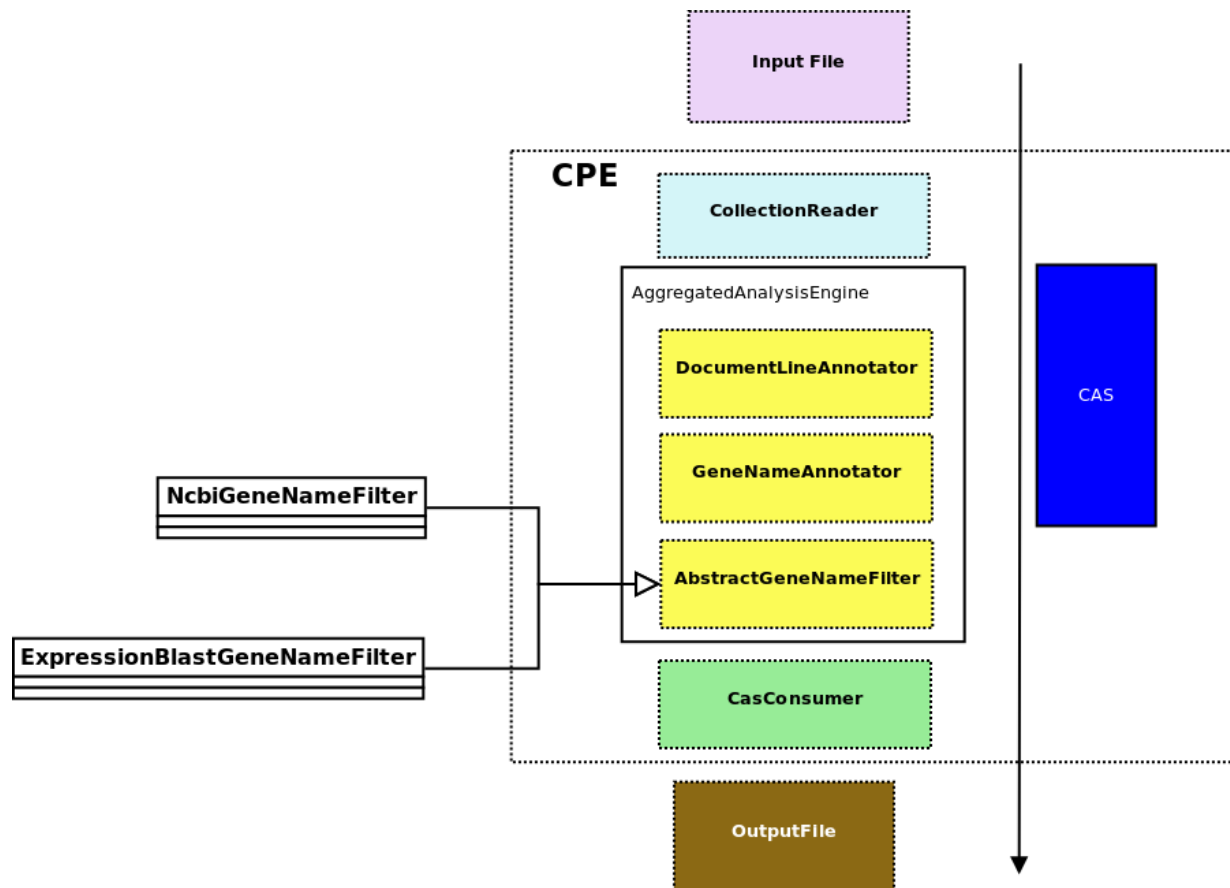 Input File
CPE
CollectionReader
AggregatedAnalysisEngine
DocumentLineAnnotator
CAS
GeneNameAnnotator
NcbiGeneNameFilter
AbstractGeneNameFilter
ExpressionBlastGeneNameFilter
CasConsumer
OutputFile